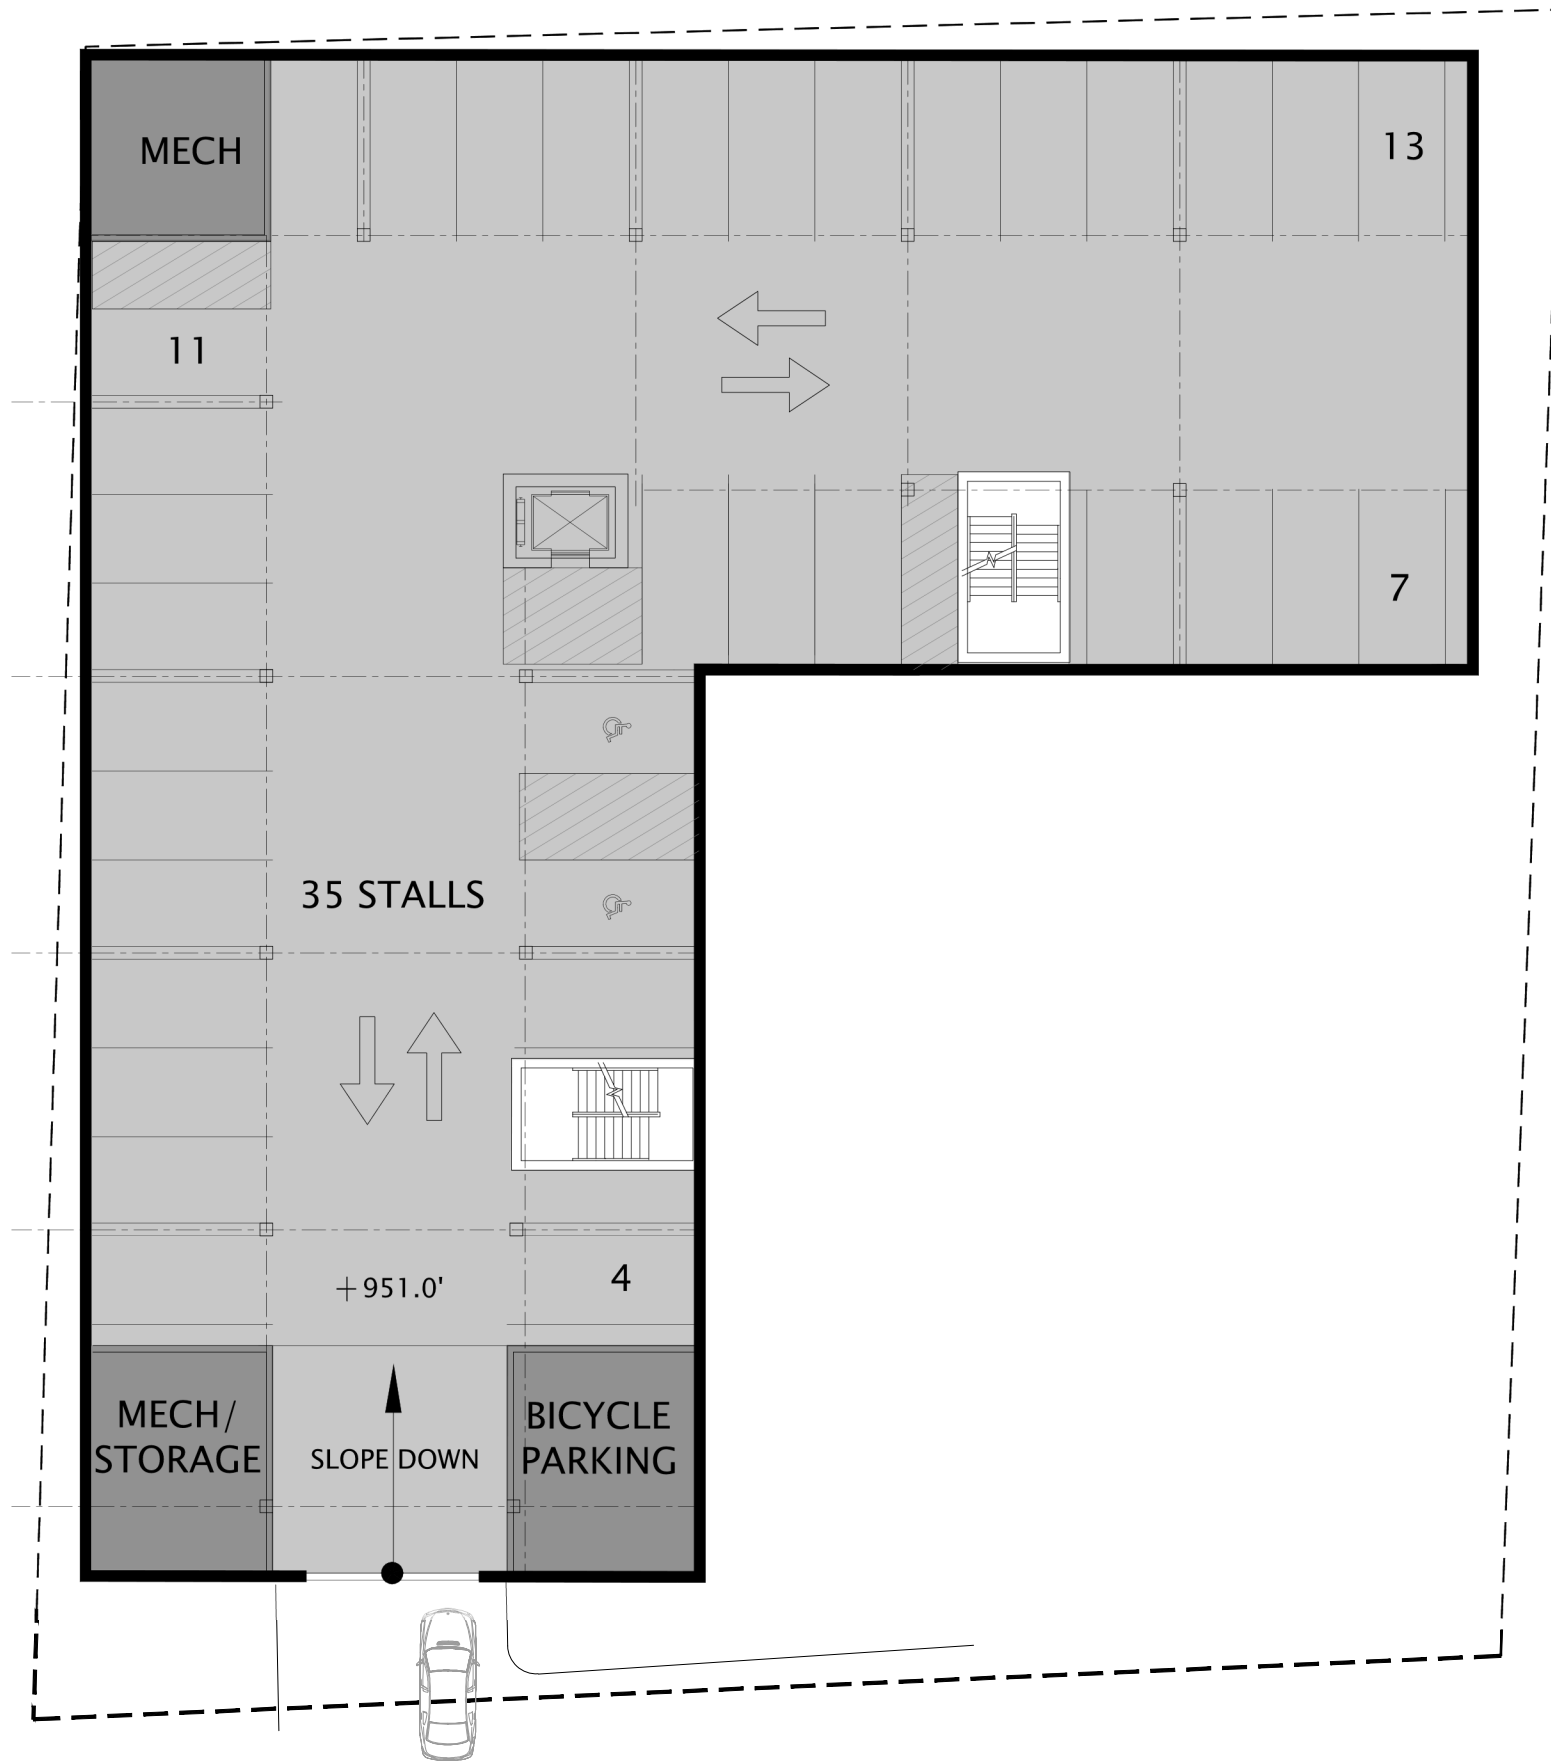 MECH
13
11
7
35 STALLS
+951.0'
4
MECH/
STORAGE
SLOPE DOWN
BICYCLE
PARKING